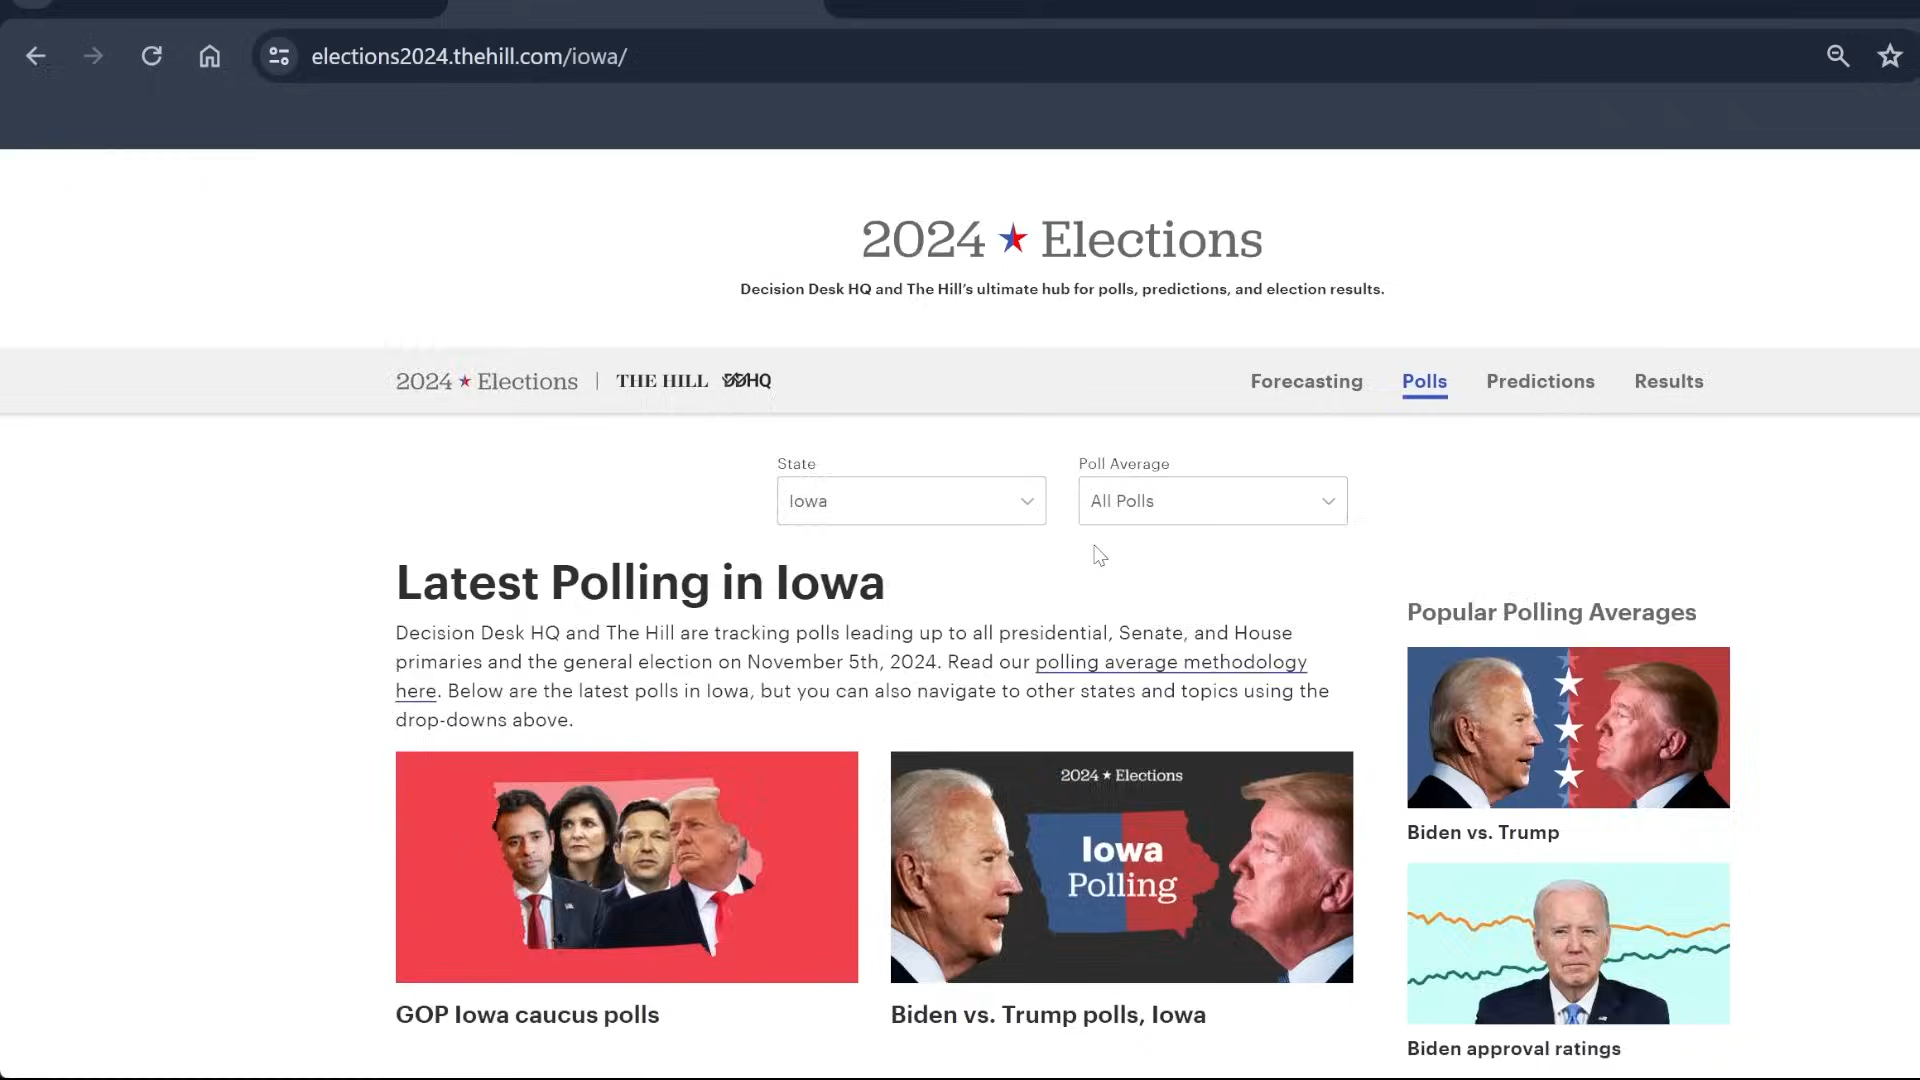 elections2024.thehill.com/iowa/
2024 Elections
Decision Desk HQ and The Hill's ultimate hub for polls, predictions, and election results.
2024 Elections | THE HILL DDHQ
Forecasting Polls Predictions Results
State
Iowa
Poll Average
All Polls
Latest Polling in Iowa
Decision Desk HQ and The Hill are tracking polls leading up to all presidential, Senate, and House
primaries and the general election on November 5th, 2024. Read our polling average methodology
here. Below are the latest polls in Iowa, but you can also navigate to other states and topics using the
drop-downs above.
GOP Iowa caucus polls
2024 Elections
Iowa
Polling
Biden vs. Trump polls, Iowa
Popular Polling Averages
Biden vs. Trump
Biden approval ratings